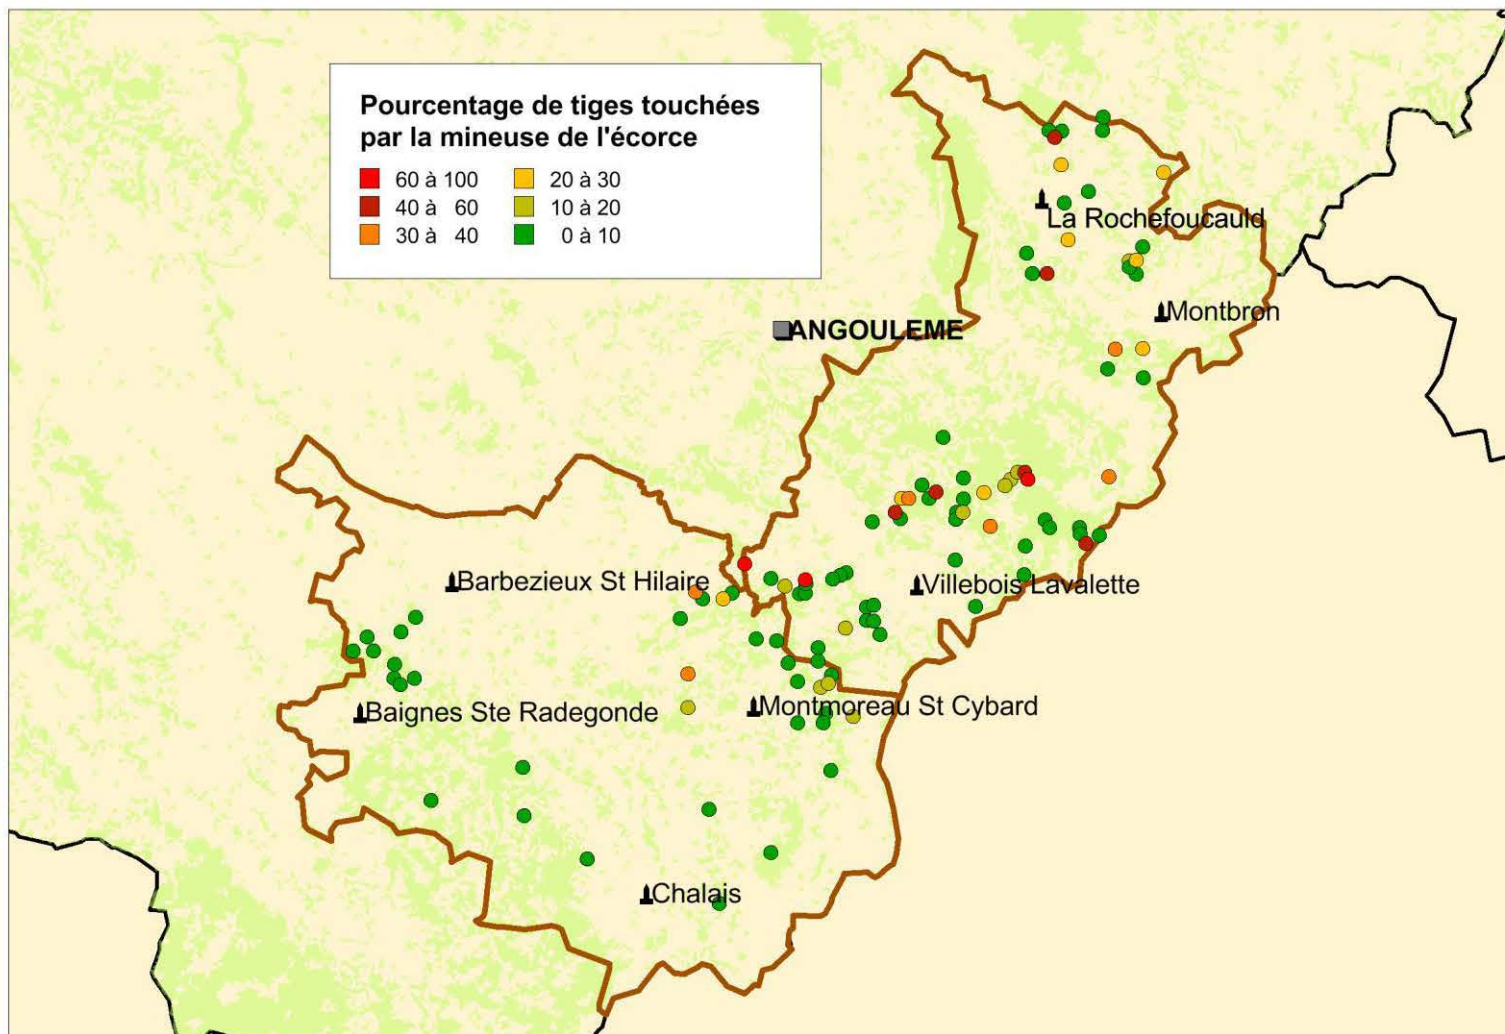 Pourcentage de tiges touchées
par la mineuse de l'écorce
60 à 100 20 à 30
40 à 60 10 à 20
30 à 40 0 à 10
La Rochefoucauld
Montbron
ANGOULEME
Barbezieux St Hilaire
Villebois Lavalette
Baignes Ste Radegonde
Montmoreau St Cybard
Chalais